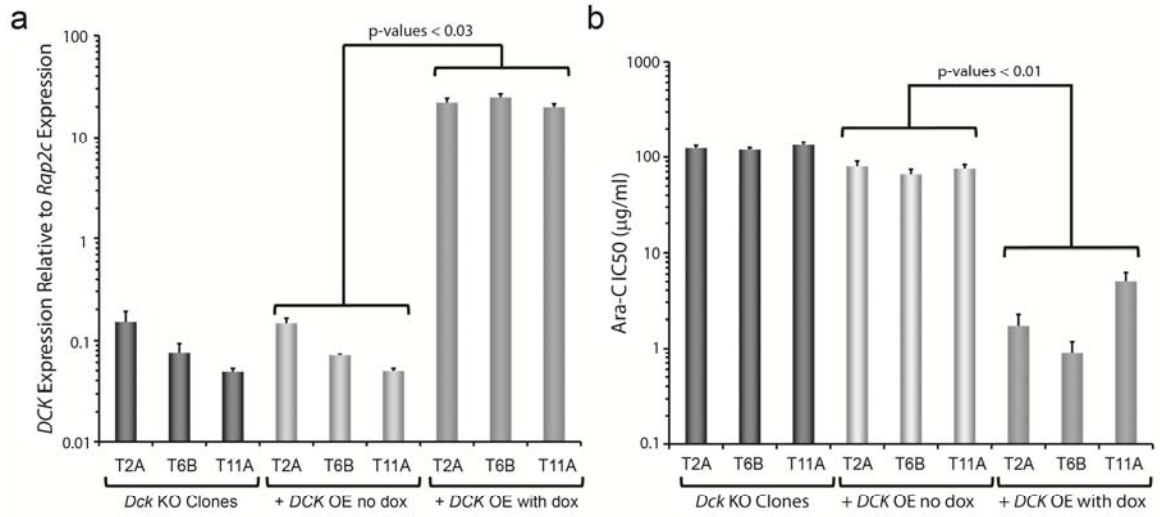 a
p-values < 0.03
DCK Expression Relative to Rap2c Expression
100
10
1
0.1
0.01
T2A T6B T11A T2A T6B T11A T2A T6B T11A
Dck KO Clones + DCK OE no dox + DCK OE with dox
b
p-values < 0.01
Ara-C IC50 (µg/ml)
1000
100
10
1
0.1
T2A T6B T11A T2A T6B T11A T2A T6B T11A
Dck KO Clones + DCK OE no dox + DCK OE with dox